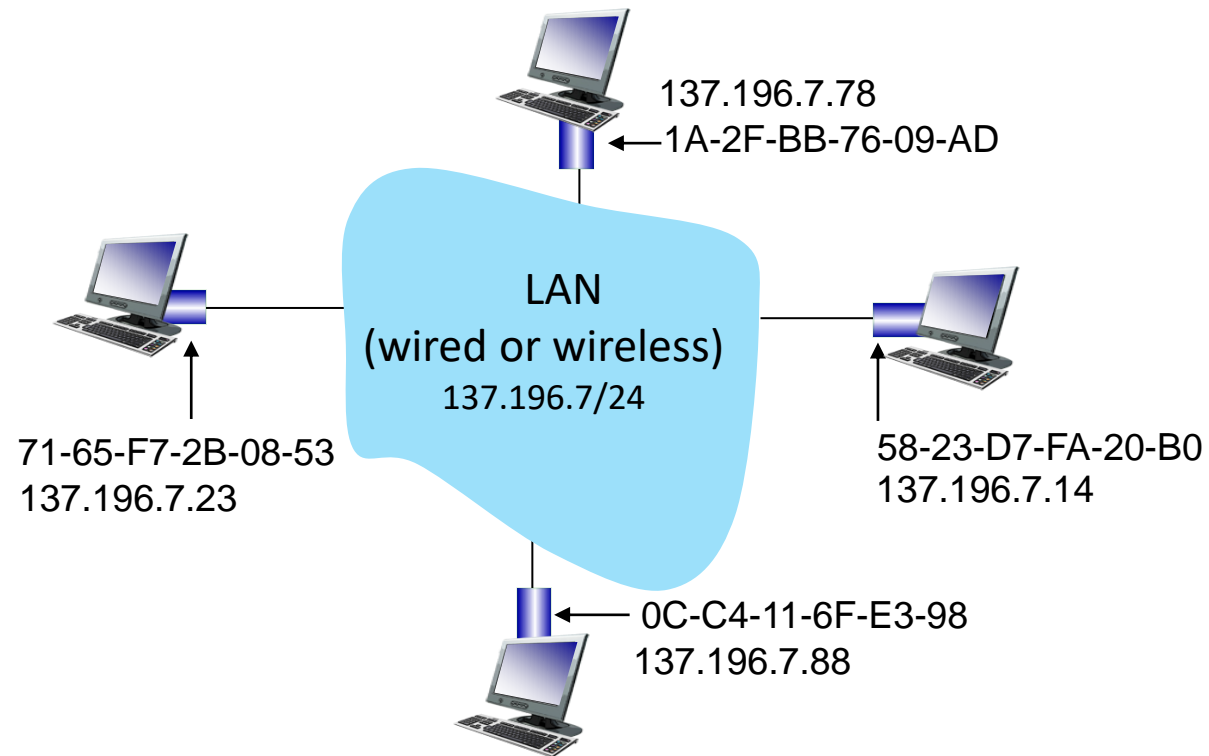 137.196.7.78
1A-2F-BB-76-09-AD
LAN
(wired or wireless)
137.196.7/24
71-65-F7-2B-08-53
137.196.7.23
58-23-D7-FA-20-B0
137.196.7.14
0C-C4-11-6F-E3-98
137.196.7.88